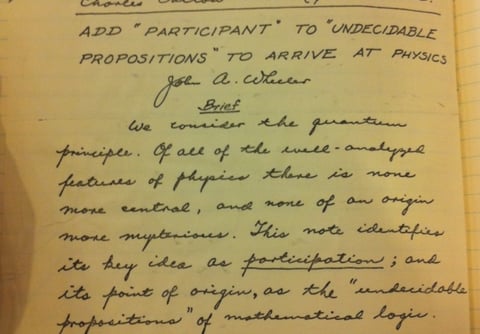 Charles
ADD "PARTICIPANT" TO "UNDECIDABLE
PROPOSITIONS" TO ARRIVE AT PHYSICS
John A. Wheeler
Brief
We consider the quantum
principle. Of all of the well-analyzed
features of physics there is none
more central, and none of an origin
more mysterious. This note identifies
its key idea as participation; and
its point of origin, as the "undecidable
propositions" of mathematical logic.